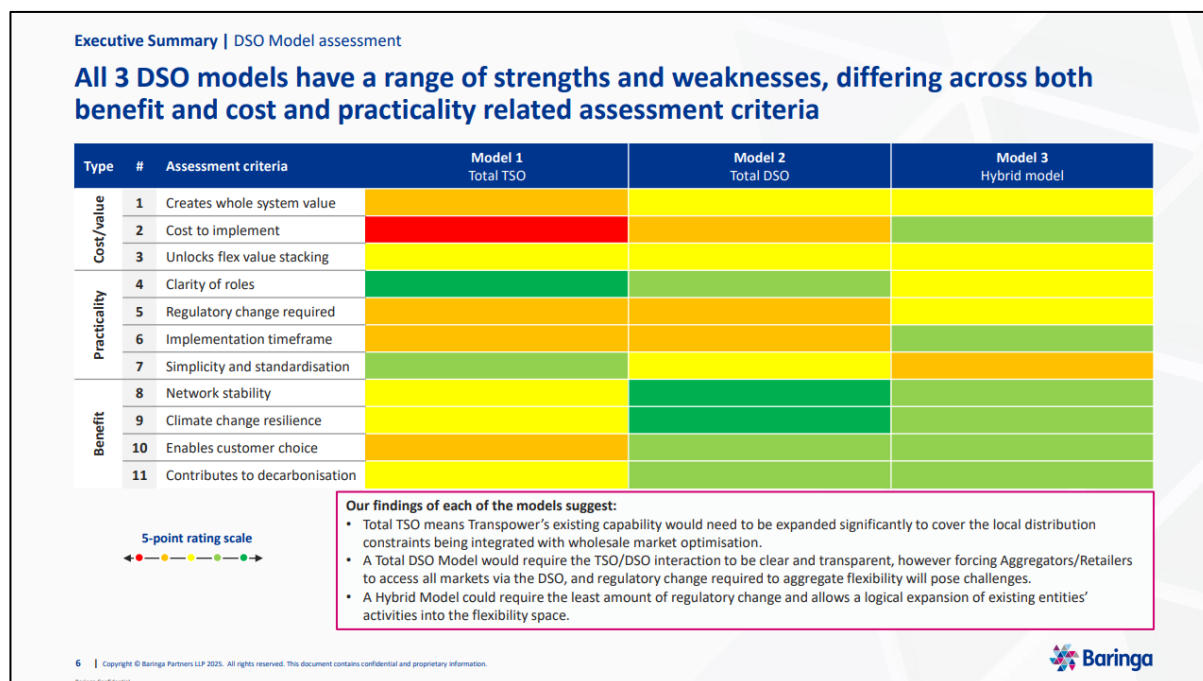 Executive Summary | DSO Model assessment
All 3 DSO models have a range of strengths and weaknesses, differing across both
benefit and cost and practicality related assessment criteria
Type # Assessment criteria Model 1 Model 2 Model 3
Total TSO Total DSO Hybrid model
Cost/value
1 Creates whole system value
2 Cost to implement
3 Unlocks flex value stacking
Practicality
4 Clarity of roles
5 Regulatory change required
6 Implementation timeframe
7 Simplicity and standardisation
Benefit
8 Network stability
9 Climate change resilience
10 Enables customer choice
11 Contributes to decarbonisation
5-point rating scale
Our findings of each of the models suggest:
• Total TSO means Transpower’s existing capability would need to be expanded significantly to cover the local distribution
constraints being integrated with wholesale market optimisation.
• A Total DSO Model would require the TSO/DSO interaction to be clear and transparent, however forcing Aggregators/Retailers
to access all markets via the DSO, and regulatory change required to aggregate flexibility will pose challenges.
• A Hybrid Model could require the least amount of regulatory change and allows a logical expansion of existing entities’
activities into the flexibility space.
6 | Copyright © Baringa Partners LLP 2025. All rights reserved. This document contains confidential and proprietary information.
Baringa